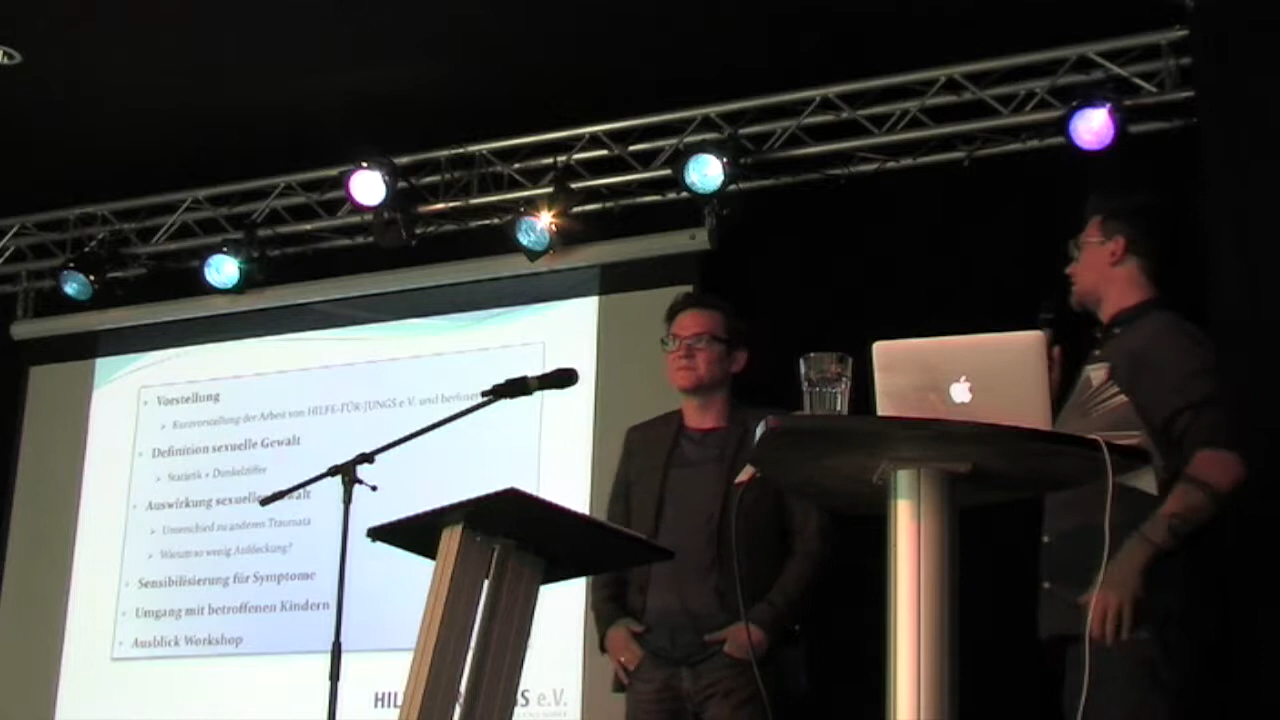 Vorstellung
Kurzvorstellung der Arbeit von HILFE-FÜR-JUNGS e.V. und berliner
Definition sexuelle Gewalt
Statistik + Dunkelziffer
Auswirkung sexueller Gewalt
Unterschied zu anderen Traumata
Warum so wenig Aufdeckung?
Sensibilisierung für Symptome
Umgang mit betroffenen Kindern
Ausblick Workshop
e.V.